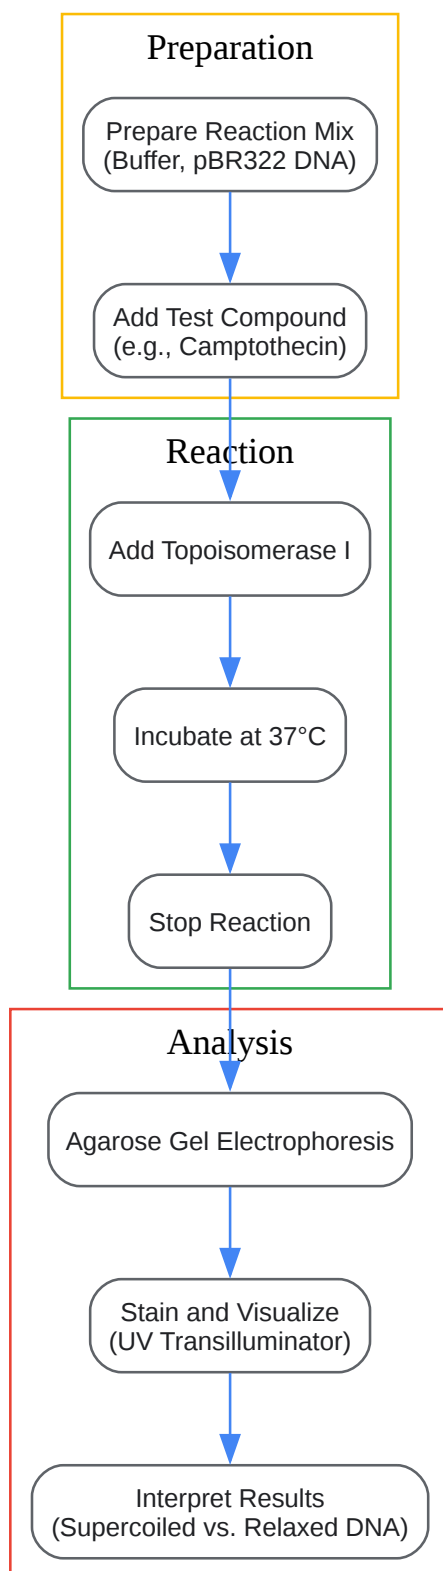 Preparation
Prepare Reaction Mix
(Buffer, pBR322 DNA)
Add Test Compound
(e.g., Camptothecin)
Reaction
Add Topoisomerase I
Incubate at 37°C
Stop Reaction
Analysis
Agarose Gel Electrophoresis
Stain and Visualize
(UV Transilluminator)
Interpret Results
(Supercoiled vs. Relaxed DNA)